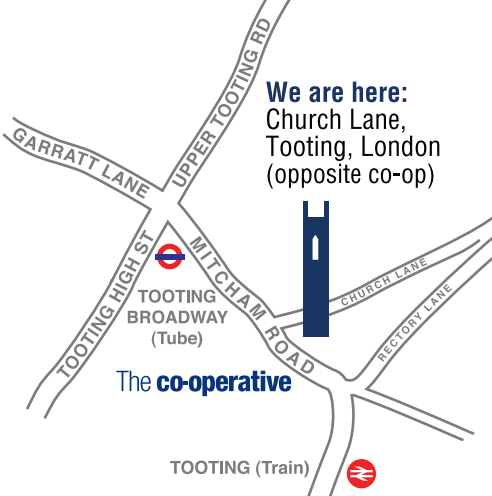 UPPER TOOTING RD
We are here:
Church Lane,
Tooting, London
(opposite co-op)
GARRATT LANE
TOOTING HIGH ST
MITCHAM ROAD
CHURCH LANE
RECTORY LANE
TOOTING
BROADWAY
(Tube)
The co-operative
TOOTING (Train)